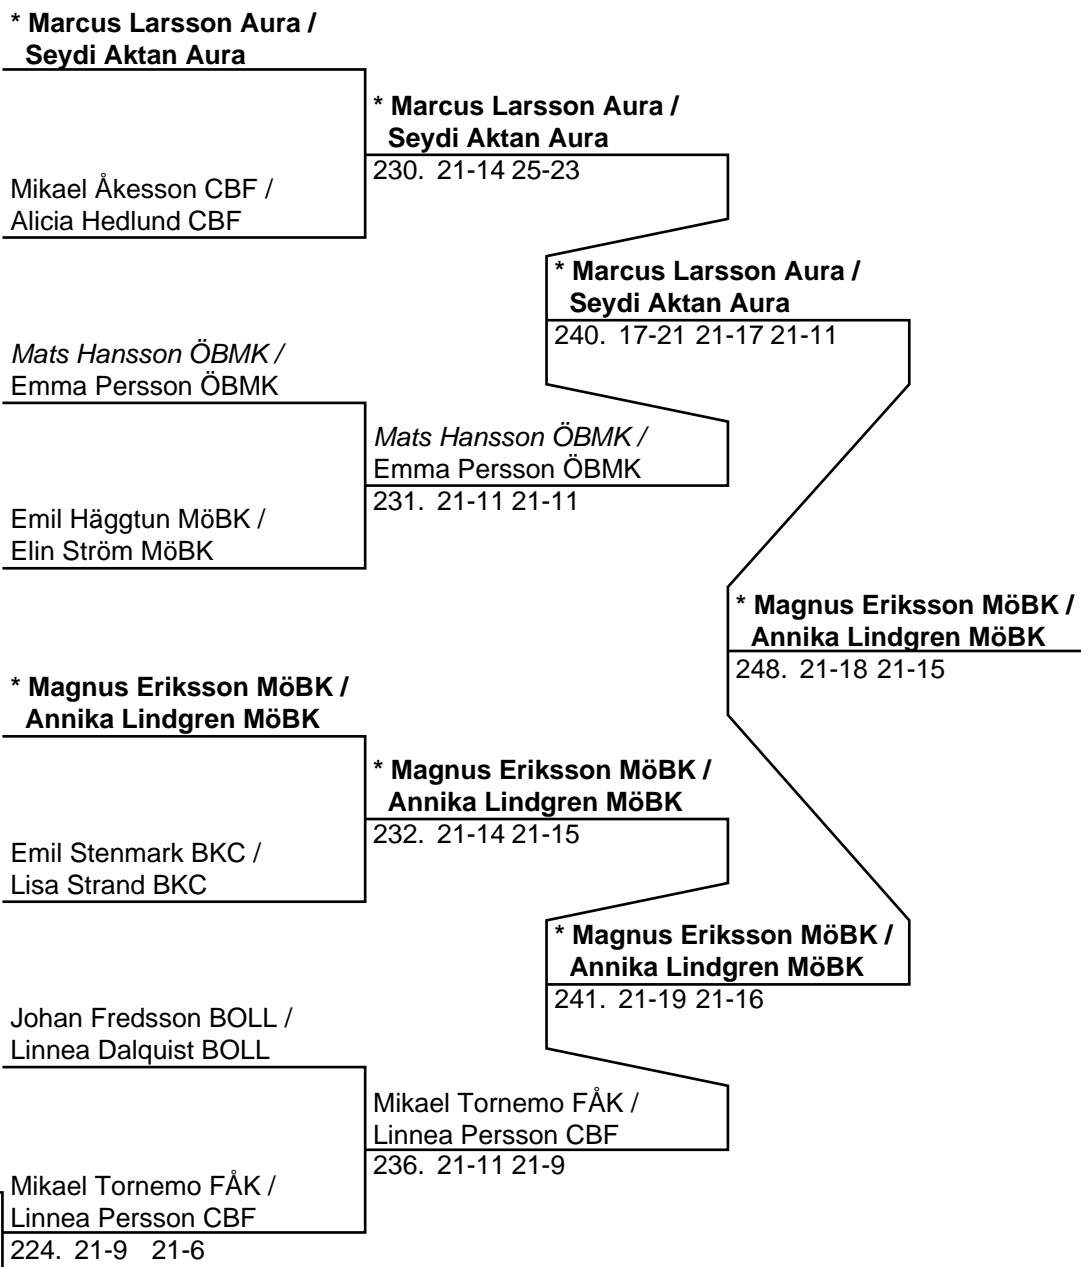 * Marcus Larsson Aura /
Seydi Aktan Aura
* Marcus Larsson Aura /
Seydi Aktan Aura
230. 21-14 25-23
Mikael Åkesson CBF /
Alicia Hedlund CBF
* Marcus Larsson Aura /
Seydi Aktan Aura
240. 17-21 21-17 21-11
Mats Hansson ÖBMK /
Emma Persson ÖBMK
Mats Hansson ÖBMK /
Emma Persson ÖBMK
231. 21-11 21-11
Emil Häggtun MöBK /
Elin Ström MöBK
* Magnus Eriksson MöBK /
Annika Lindgren MöBK
248. 21-18 21-15
* Magnus Eriksson MöBK /
Annika Lindgren MöBK
* Magnus Eriksson MöBK /
Annika Lindgren MöBK
232. 21-14 21-15
Emil Stenmark BKC /
Lisa Strand BKC
* Magnus Eriksson MöBK /
Annika Lindgren MöBK
241. 21-19 21-16
Johan Fredsson BOLL /
Linnea Dalquist BOLL
Mikael Tornemo FÅK /
Linnea Persson CBF
236. 21-11 21-9
Mikael Tornemo FÅK /
Linnea Persson CBF
224. 21-9 21-6